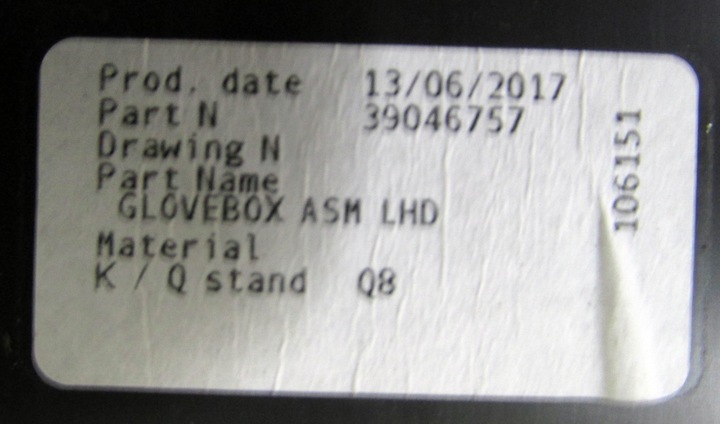 Prod. date 13/06/2017
Part N 39046757
Drawing N
Part Name
GLOVEBOX ASM LHD
Material
K / Q stand Q8
106151